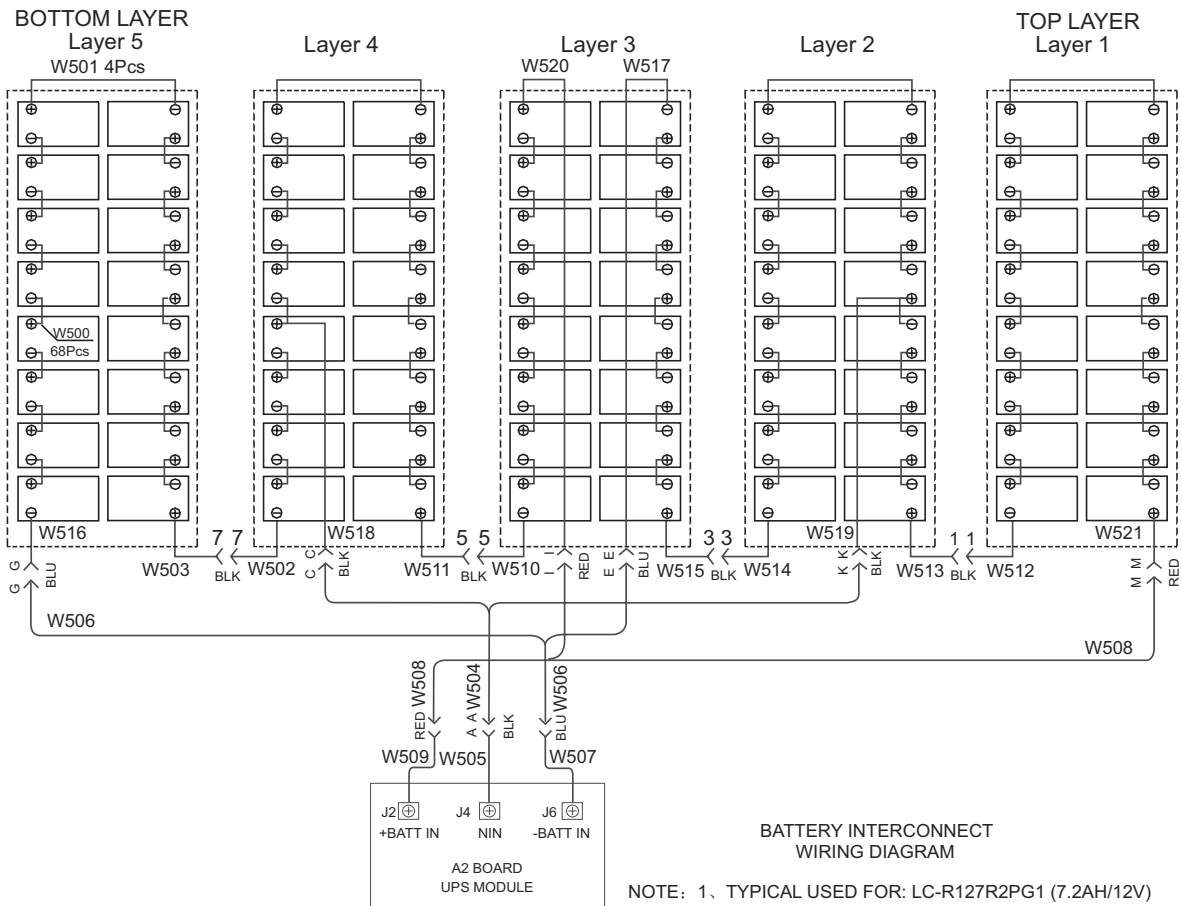 BOTTOM LAYER
Layer 5
Layer 4
Layer 3
Layer 2
TOP LAYER
Layer 1
W501 4Pcs
W520
W517
W500
68Pcs
W516
W518
W519
W521
W503
7 7
BLK
W502
W511
5 5
BLK
W510
W515
3 3
BLK
W514
W513
1 1
BLK
W512
G G
BLU
C C
BLK
I I
RED
E E
BLU
K K
BLK
M M
RED
W506
W508
RED
W508
A A
W504
BLK
BLU
W506
W509
W505
W507
J2
J4
J6
+BATT IN
NIN
-BATT IN
A2 BOARD
UPS MODULE
BATTERY INTERCONNECT
WIRING DIAGRAM
NOTE: 1、TYPICAL USED FOR: LC-R127R2PG1 (7.2AH/12V)